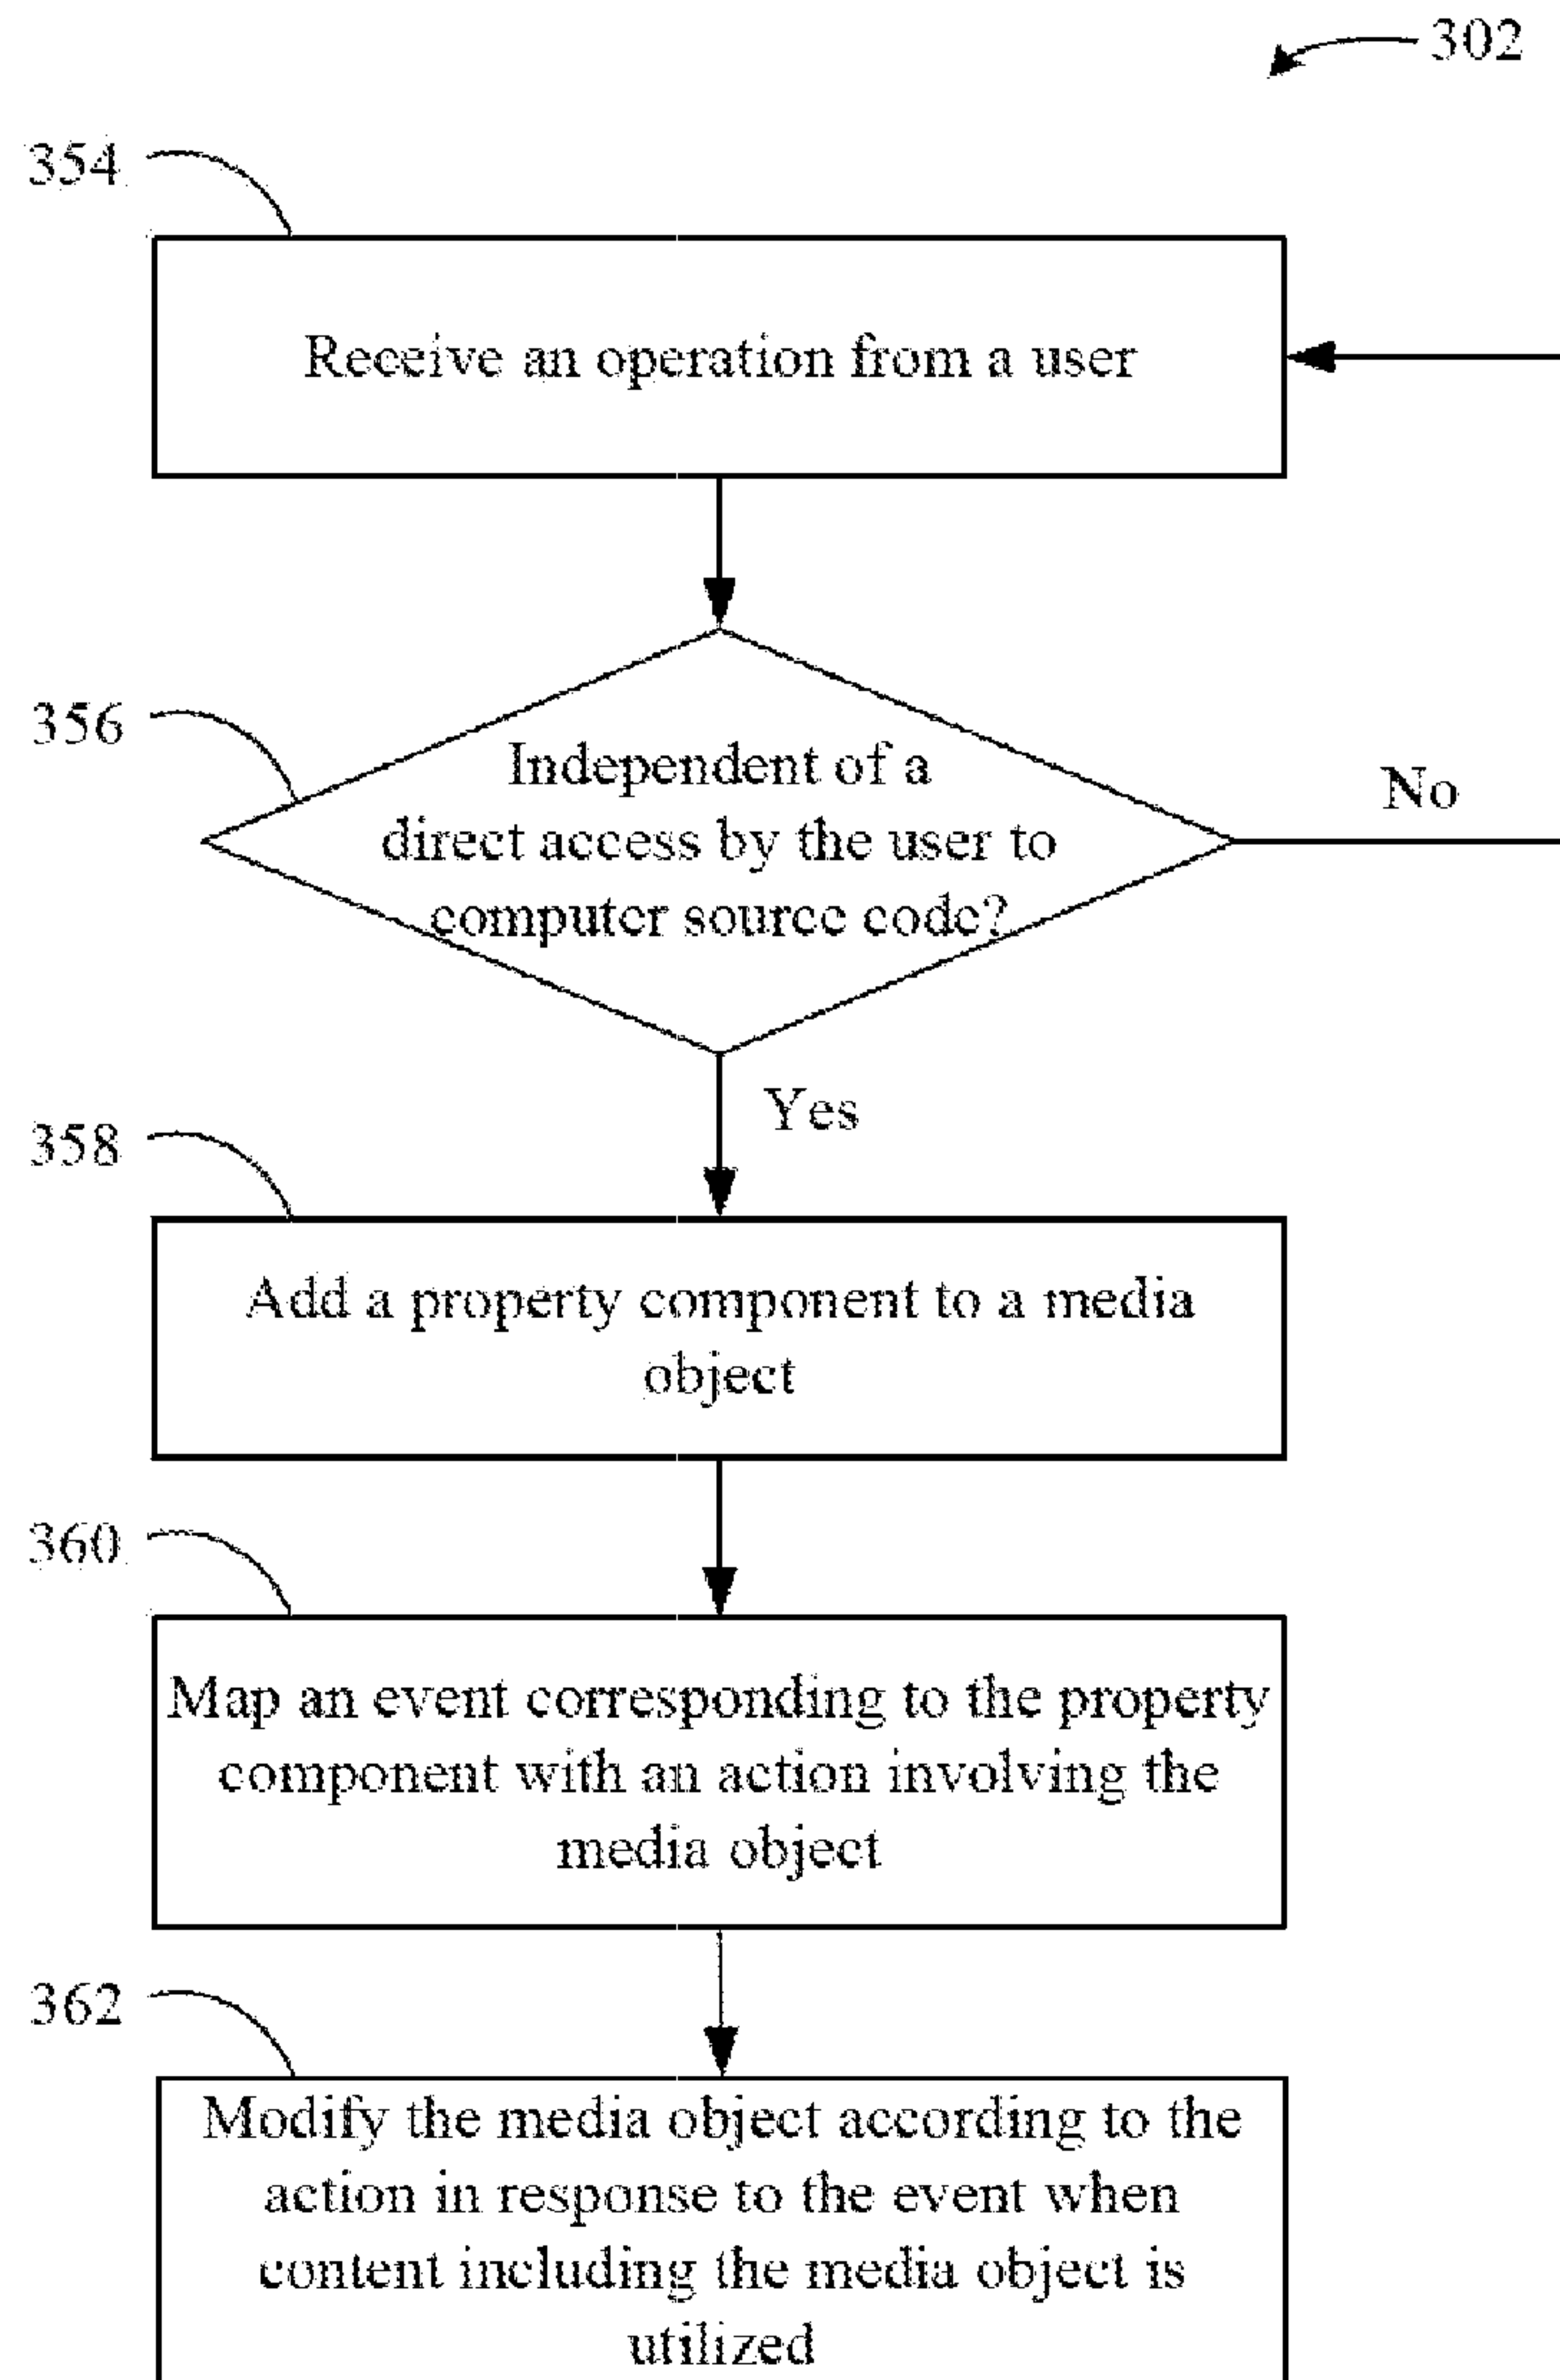 302
354
Receive an operation from a user
356
Independent of a
direct access by the user to
computer source code?
No
Yes
358
Add a property component to a media
object
360
Map an event corresponding to the property
component with an action involving the
media object
362
Modify the media object according to the
action in response to the event when
content including the media object is
utilized